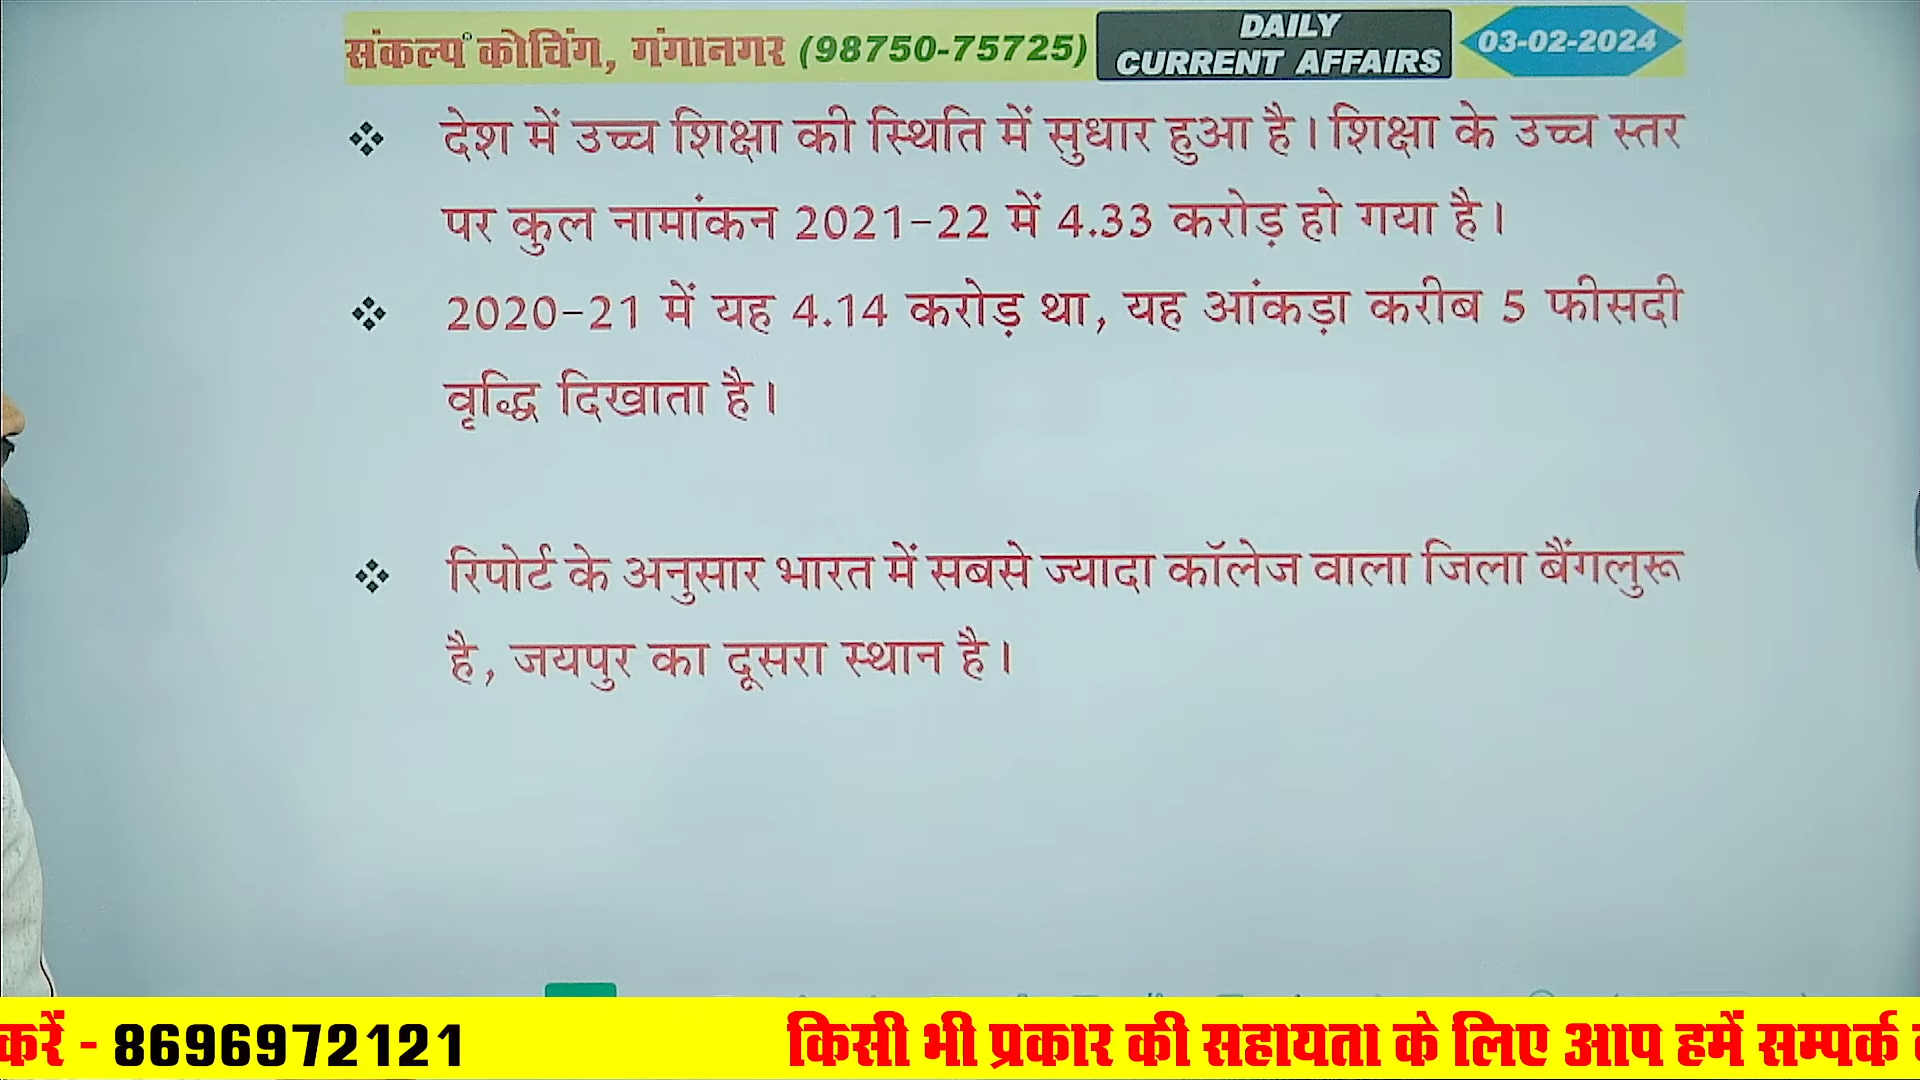 संकल्प कोचिंग, गंगानगर (98750-75725) DAILY CURRENT AFFAIRS 03-02-2024
देश में उच्च शिक्षा की स्थिति में सुधार हुआ है। शिक्षा के उच्च स्तर
पर कुल नामांकन 2021-22 में 4.33 करोड़ हो गया है।
2020-21 में यह 4.14 करोड़ था, यह आंकड़ा करीब 5 फीसदी
वृद्धि दिखाता है।
रिपोर्ट के अनुसार भारत में सबसे ज्यादा कॉलेज वाला जिला बैंगलुरू
है, जयपुर का दूसरा स्थान है।
करें - 8696972121 किसी भी प्रकार की सहायता के लिए आप हमें सम्पर्क